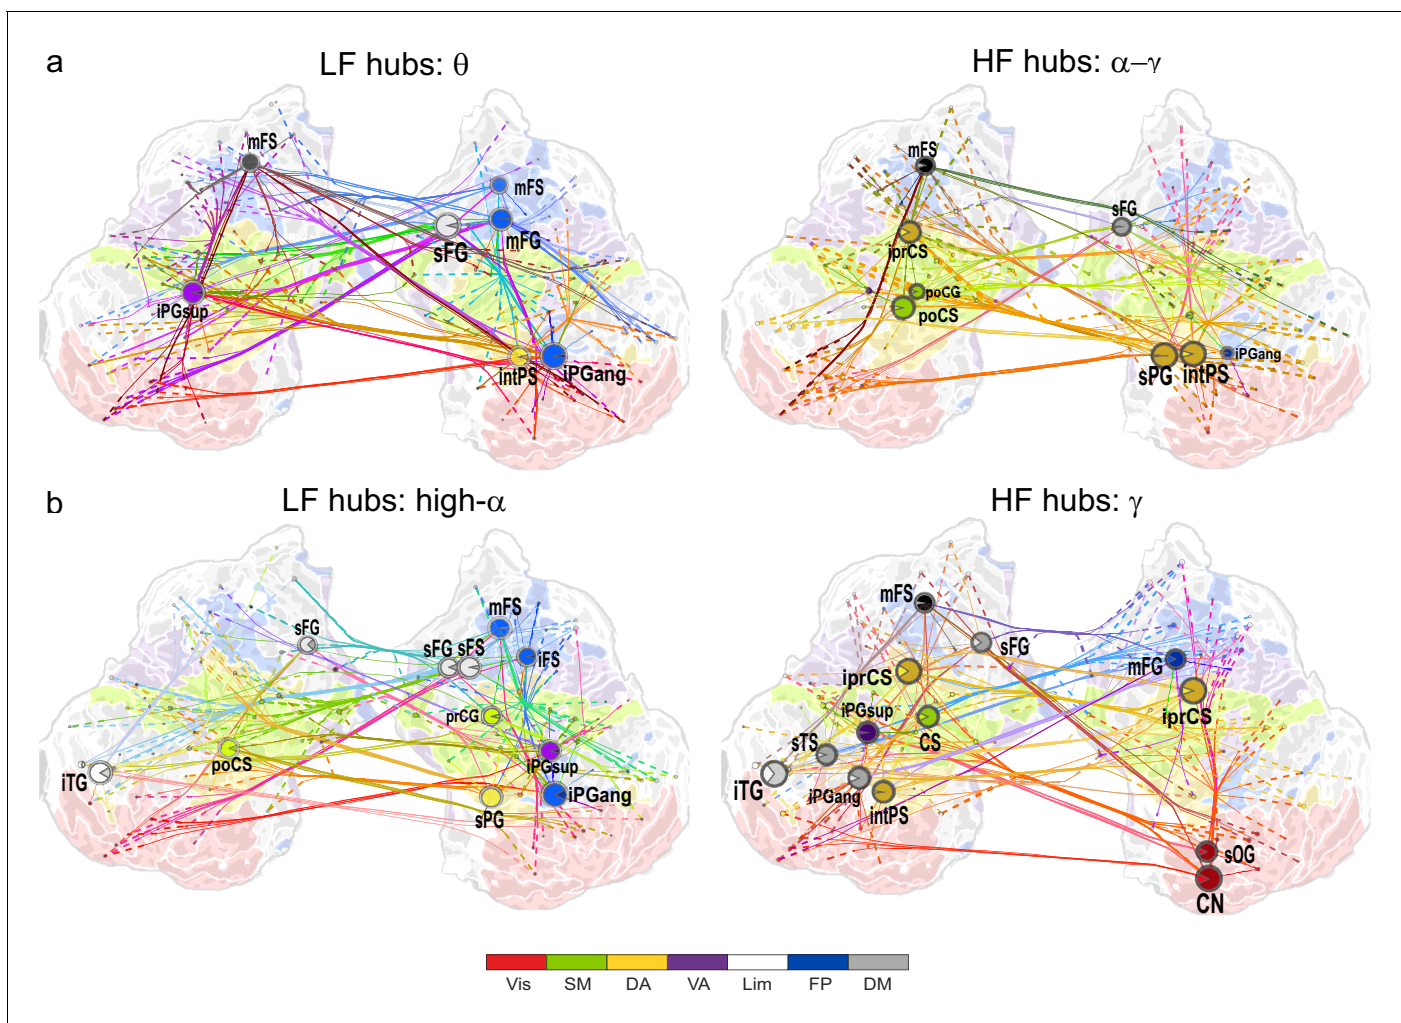 a
LF hubs: θ
HF hubs: α–γ
mFS
mFS
mFG
sFG
iPGsup
intPS
iPGang
mFS
sFG
iprCS
poCG
poCS
sPG
intPS
iPGang
b
LF hubs: high-α
HF hubs: γ
sFG
mFS
sFG sFS
iFS
prCG
iTG
poCS
iPGsup
iPGang
sPG
mFS
sFG
mFG
iprCS
iprCS
iPGsup
CS
sTS
iTG
iPGang
intPS
sOG
CN
Vis SM DA VA Lim FP DM